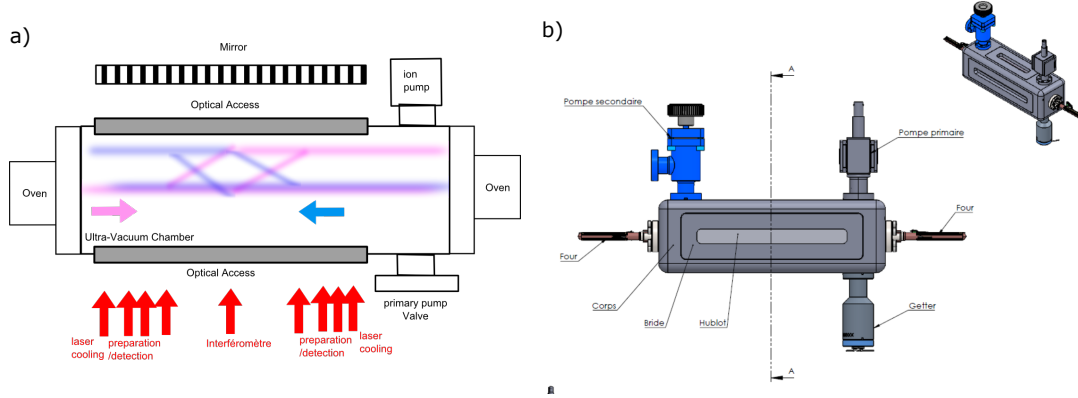 a)
Mirror
ion
pump
Optical Access
Oven
Oven
Ultra-Vacuum Chamber
Optical Access
primary pump
Valve
laser
cooling
preparation
/detection
Interféromètre
preparation
/detection
laser
cooling
b)
A
Pompe secondaire
Pompe primaire
Four
Four
Corps
Bride
Hublot
Getter
A